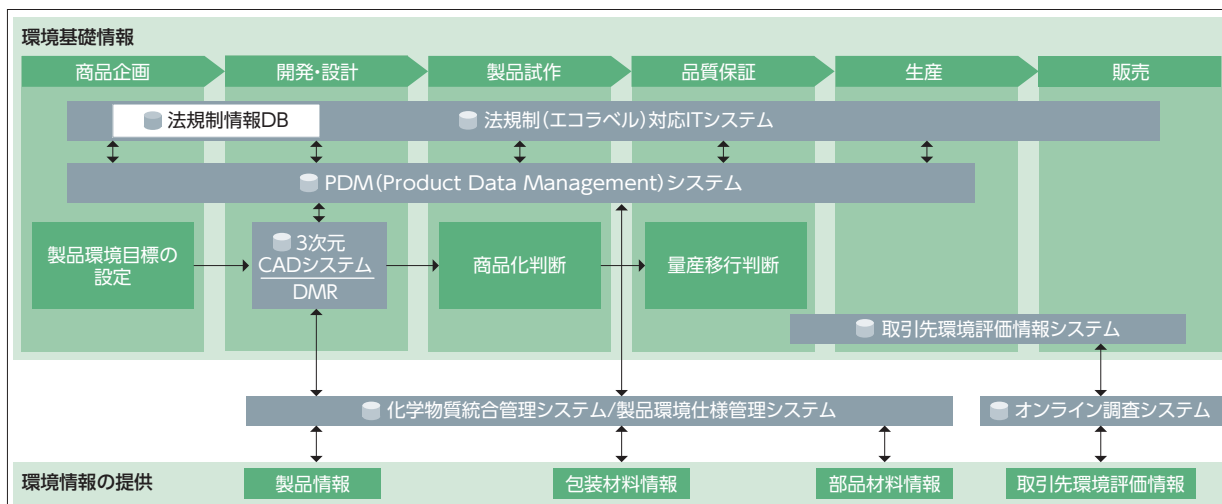 環境基礎情報
商品企画
開発・設計
製品試作
品質保証
生産
販売
法規制情報DB
法規制(エコラベル)対応ITシステム
PDM(Product Data Management)システム
製品環境目標の
設定
3次元
CADシステム
DMR
商品化判断
量産移行判断
取引先環境評価情報システム
化学物質統合管理システム/製品環境仕様管理システム
オンライン調査システム
環境情報の提供
製品情報
包装材料情報
部品材料情報
取引先環境評価情報